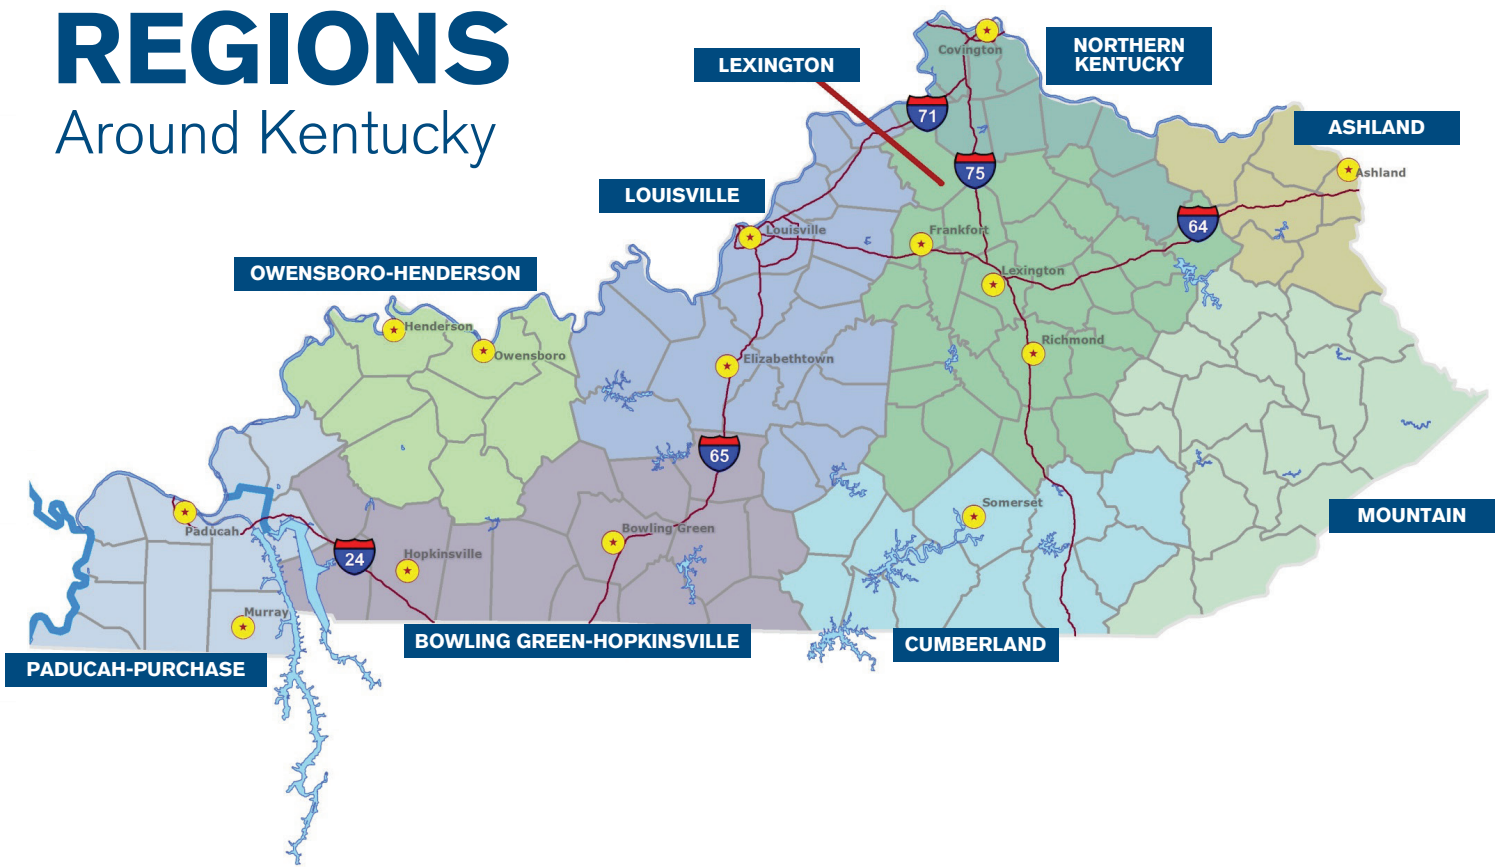 REGIONS
Around Kentucky
LEXINGTON
NORTHERN
KENTUCKY
Covington
71
ASHLAND
75
Ashland
LOUISVILLE
64
Louisville
Frankfort
OWENSBORO-HENDERSON
Lexington
Henderson
Owensboro
Richmond
Elizabethtown
65
Somerset
MOUNTAIN
Paducah
Bowling Green
24
Hopkinsville
Murray
BOWLING GREEN-HOPKINSVILLE
CUMBERLAND
PADUCAH-PURCHASE